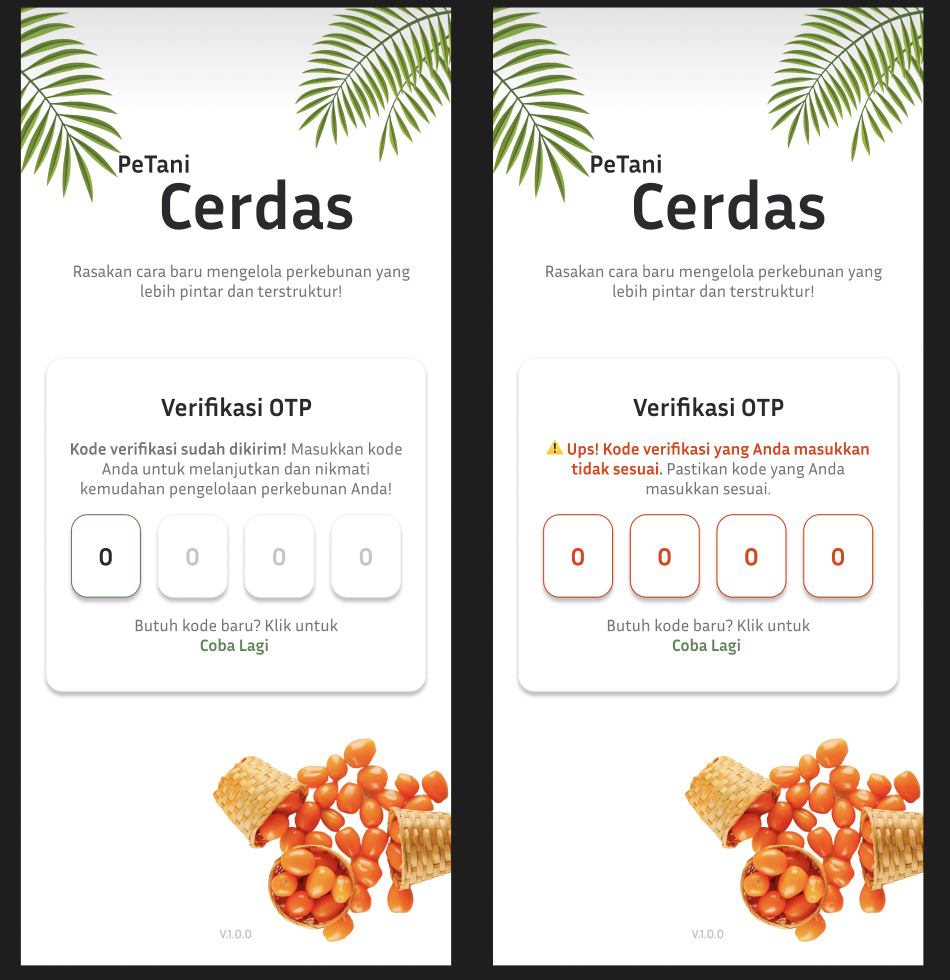 PeTani
Cerdas
Rasakan cara baru mengelola perkebunan yang
lebih pintar dan terstruktur!
Verifikasi OTP
Kode verifikasi sudah dikirim! Masukkan kode
Anda untuk melanjutkan dan nikmati
kemudahan pengelolaan perkebunan Anda!
0 0 0 0
Butuh kode baru? Klik untuk
Coba Lagi
V.1.0.0
PeTani
Cerdas
Rasakan cara baru mengelola perkebunan yang
lebih pintar dan terstruktur!
Verifikasi OTP
⚠️ Ups! Kode verifikasi yang Anda masukkan
tidak sesuai. Pastikan kode yang Anda
masukkan sesuai.
0 0 0 0
Butuh kode baru? Klik untuk
Coba Lagi
V.1.0.0